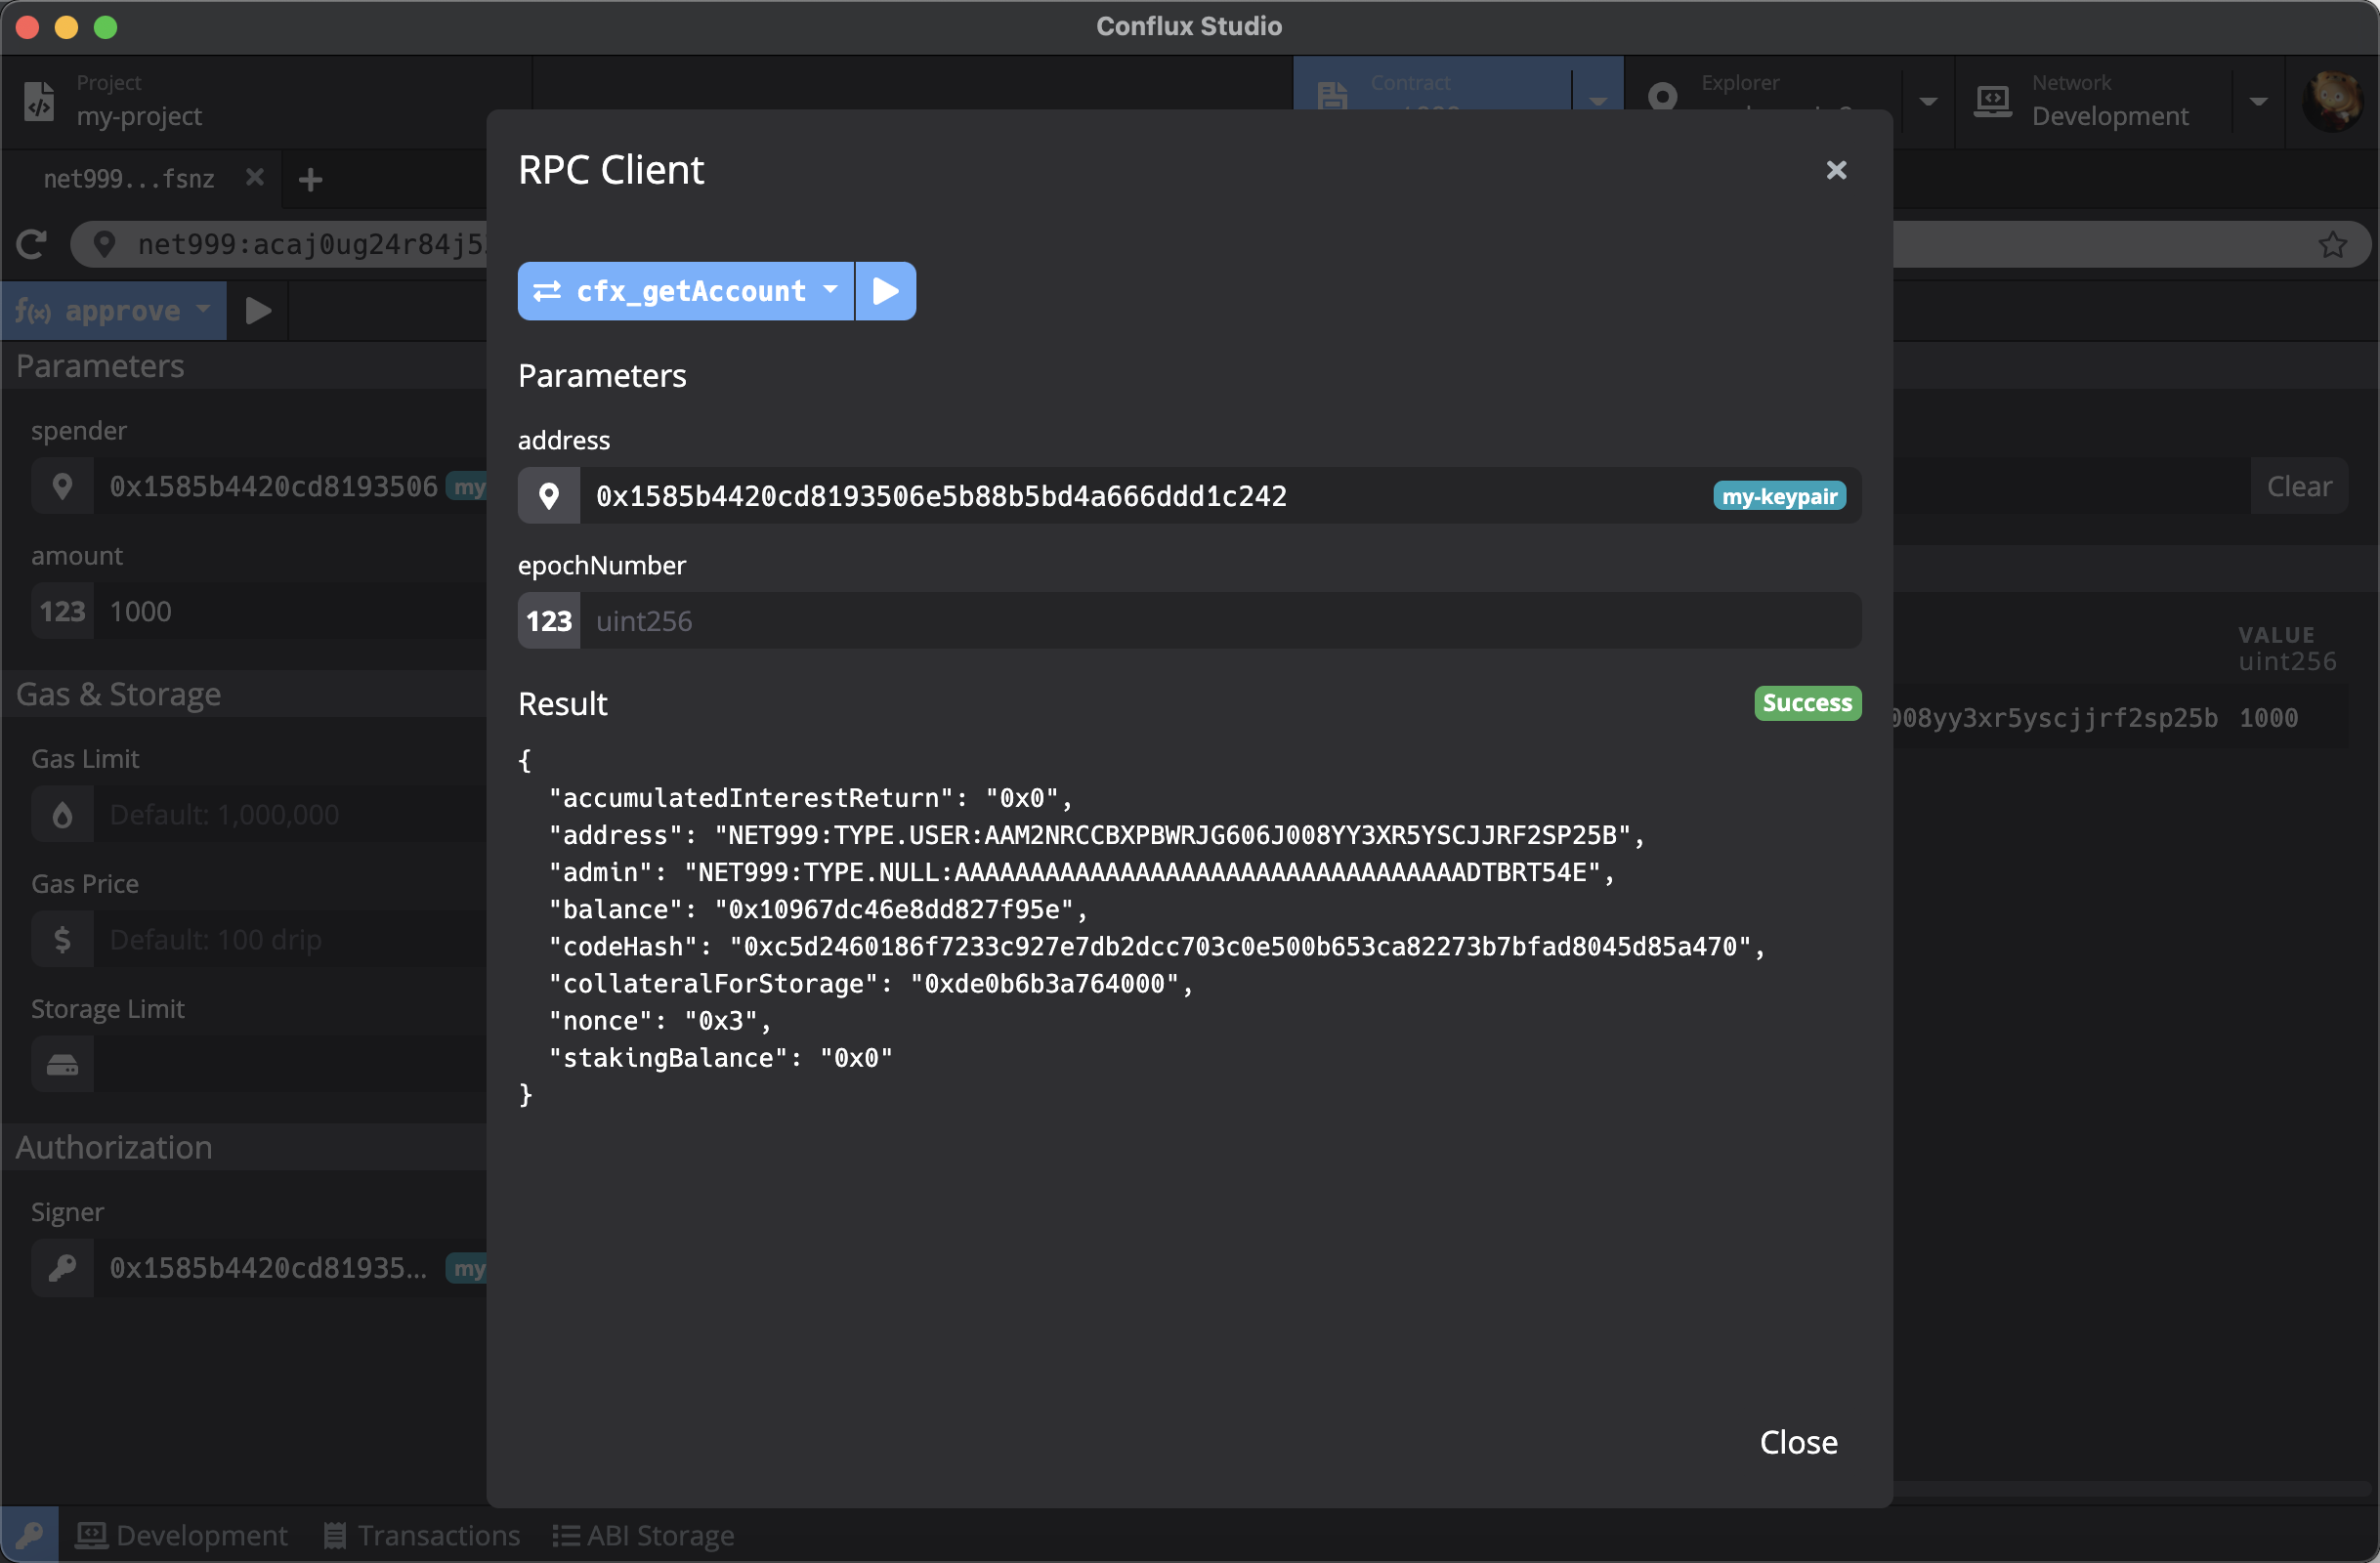 Conflux Studio
Project
my-project
Contract
Explorer
Network
Development
net999...fsnz
net999:acaj0ug24r84j5
f(x) approve
Parameters
spender
0x1585b4420cd8193506 my
amount
123 1000
Gas & Storage
Gas Limit
Default: 1,000,000
Gas Price
Default: 100 drip
Storage Limit
Authorization
Signer
0x1585b4420cd81935... my
RPC Client
cfx_getAccount
Parameters
address
0x1585b4420cd8193506e5b88b5bd4a666ddd1c242 my-keypair
epochNumber
123 uint256
Result Success
{
"accumulatedInterestReturn": "0x0",
"address": "NET999:TYPE.USER:AAM2NRCCBXPBWRJG606J008YY3XR5YSCJJRF2SP25B",
"admin": "NET999:TYPE.NULL:AAAAAAAAAAAAAAAAAAAAAAAAAAAAAAAAAADTBRT54E",
"balance": "0x10967dc46e8dd827f95e",
"codeHash": "0xc5d2460186f7233c927e7db2dcc703c0e500b653ca82273b7bfad8045d85a470",
"collateralForStorage": "0xde0b6b3a764000",
"nonce": "0x3",
"stakingBalance": "0x0"
}
Close
Clear
VALUE
uint256
008yy3xr5yscjjrf2sp25b 1000
Development
Transactions
ABI Storage